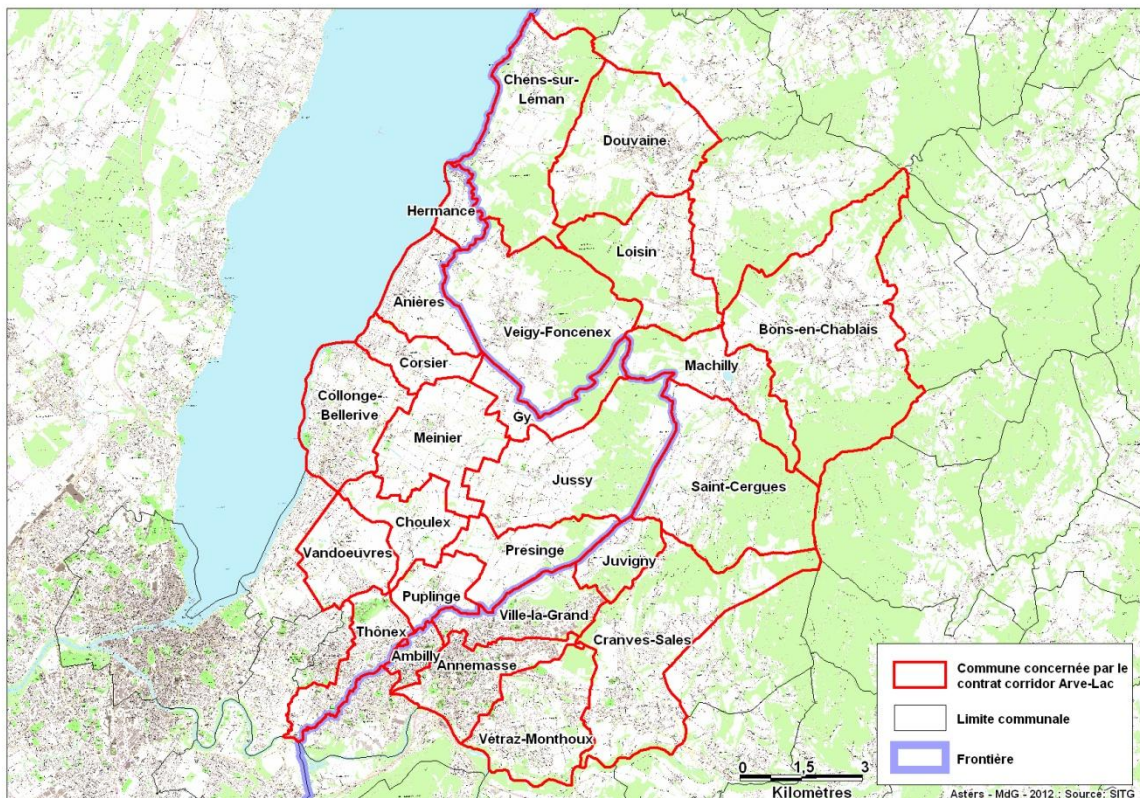 Chens-sur-
Léman
Douvaine
Hermance
Loisin
Anières
Veigy-Foncenex
Bons-en-Chablais
Corsier
Machilly
Collonge-
Bellerive
Gy
Meinier
Jussy
Saint-Cergues
Choulex
Vandoeuvres
Presinge
Juvigny
Puplinge
Ville-la-Grand
Thônex
Cranves-Sales
Ambilly
Annemasse
Vétraz-Monthoux
Commune concernée par le
contrat corridor Arve-Lac
Limite communale
Frontière
0 1,5 3
Kilomètres
Astérs - MdG - 2012 ; Source: SITG